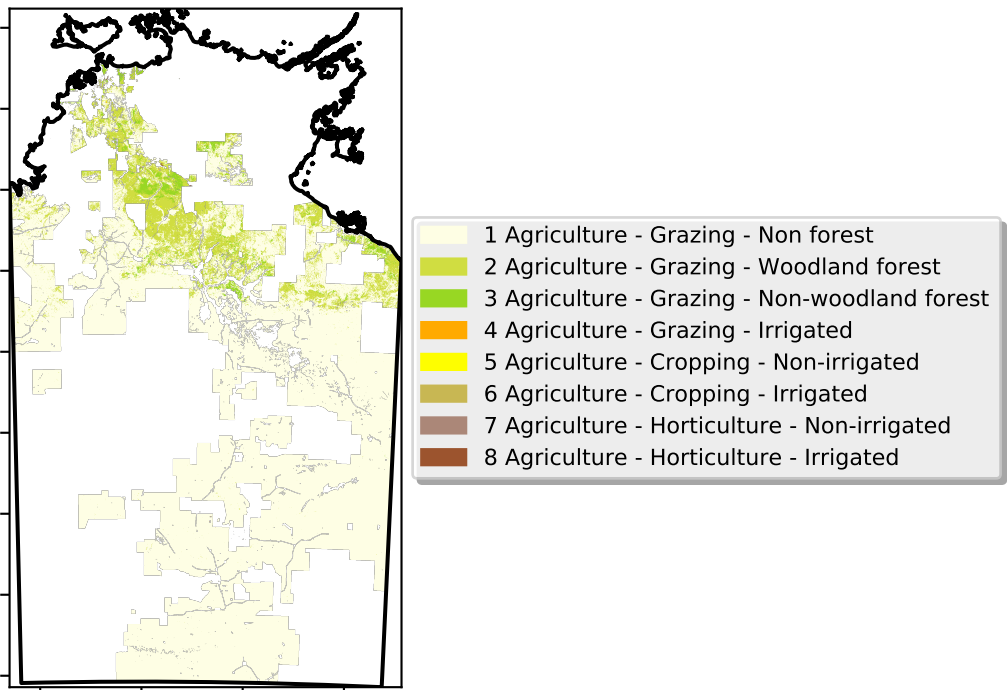 1 Agriculture - Grazing - Non forest
2 Agriculture - Grazing - Woodland forest
3 Agriculture - Grazing - Non-woodland forest
4 Agriculture - Grazing - Irrigated
5 Agriculture - Cropping - Non-irrigated
6 Agriculture - Cropping - Irrigated
7 Agriculture - Horticulture - Non-irrigated
8 Agriculture - Horticulture - Irrigated